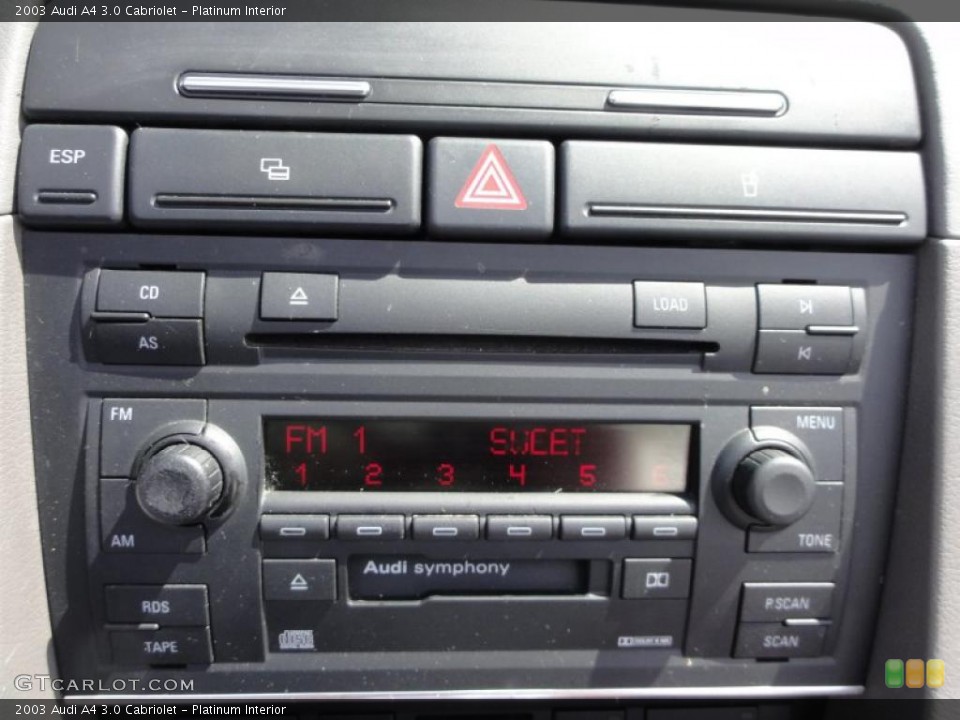 2003 Audi A4 3.0 Cabriolet - Platinum Interior
ESP
CD
LOAD
AS
FM
MENU
FM 1 SWCET
1 2 3 4 5 6
AM
TONE
Audi symphony
RDS
P.SCAN
TAPE
SCAN
GTCARLOT.COM
2003 Audi A4 3.0 Cabriolet - Platinum Interior